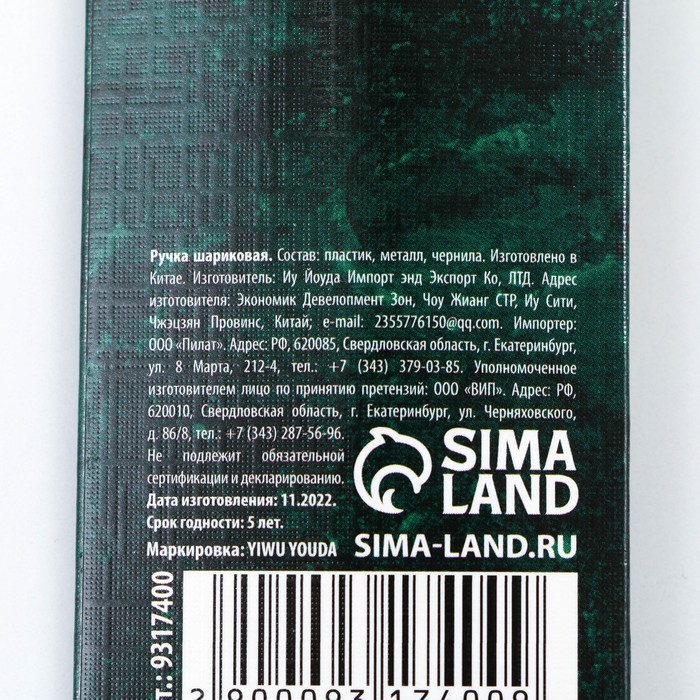 Ручка шариковая. Состав: пластик, металл, чернила. Изготовлено в
Китае. Изготовитель: Иу Йоуда Импорт энд Экспорт Ко, ЛТД. Адрес
изготовителя: Экономик Девелопмент Зон, Чоу Жианг СТР, Иу Сити,
Чжэцзян Провинс, Китай; e-mail: 2355776150@qq.com. Импортер:
ООО «Пилат». Адрес: РФ, 620085, Свердловская область, г. Екатеринбург,
ул. 8 Марта, 212-4, тел.: +7 (343) 379-03-85. Уполномоченное
изготовителем лицо по принятию претензий: ООО «ВИП». Адрес: РФ,
620010, Свердловская область, г. Екатеринбург, ул. Черняховского,
д. 86/8, тел.: +7 (343) 287-56-96.
Не подлежит обязательной
сертификации и декларированию.
Дата изготовления: 11.2022.
Срок годности: 5 лет.
Маркировка: YIWU YOUDA
SIMA
LAND
SIMA-LAND.RU
т.: 9317400